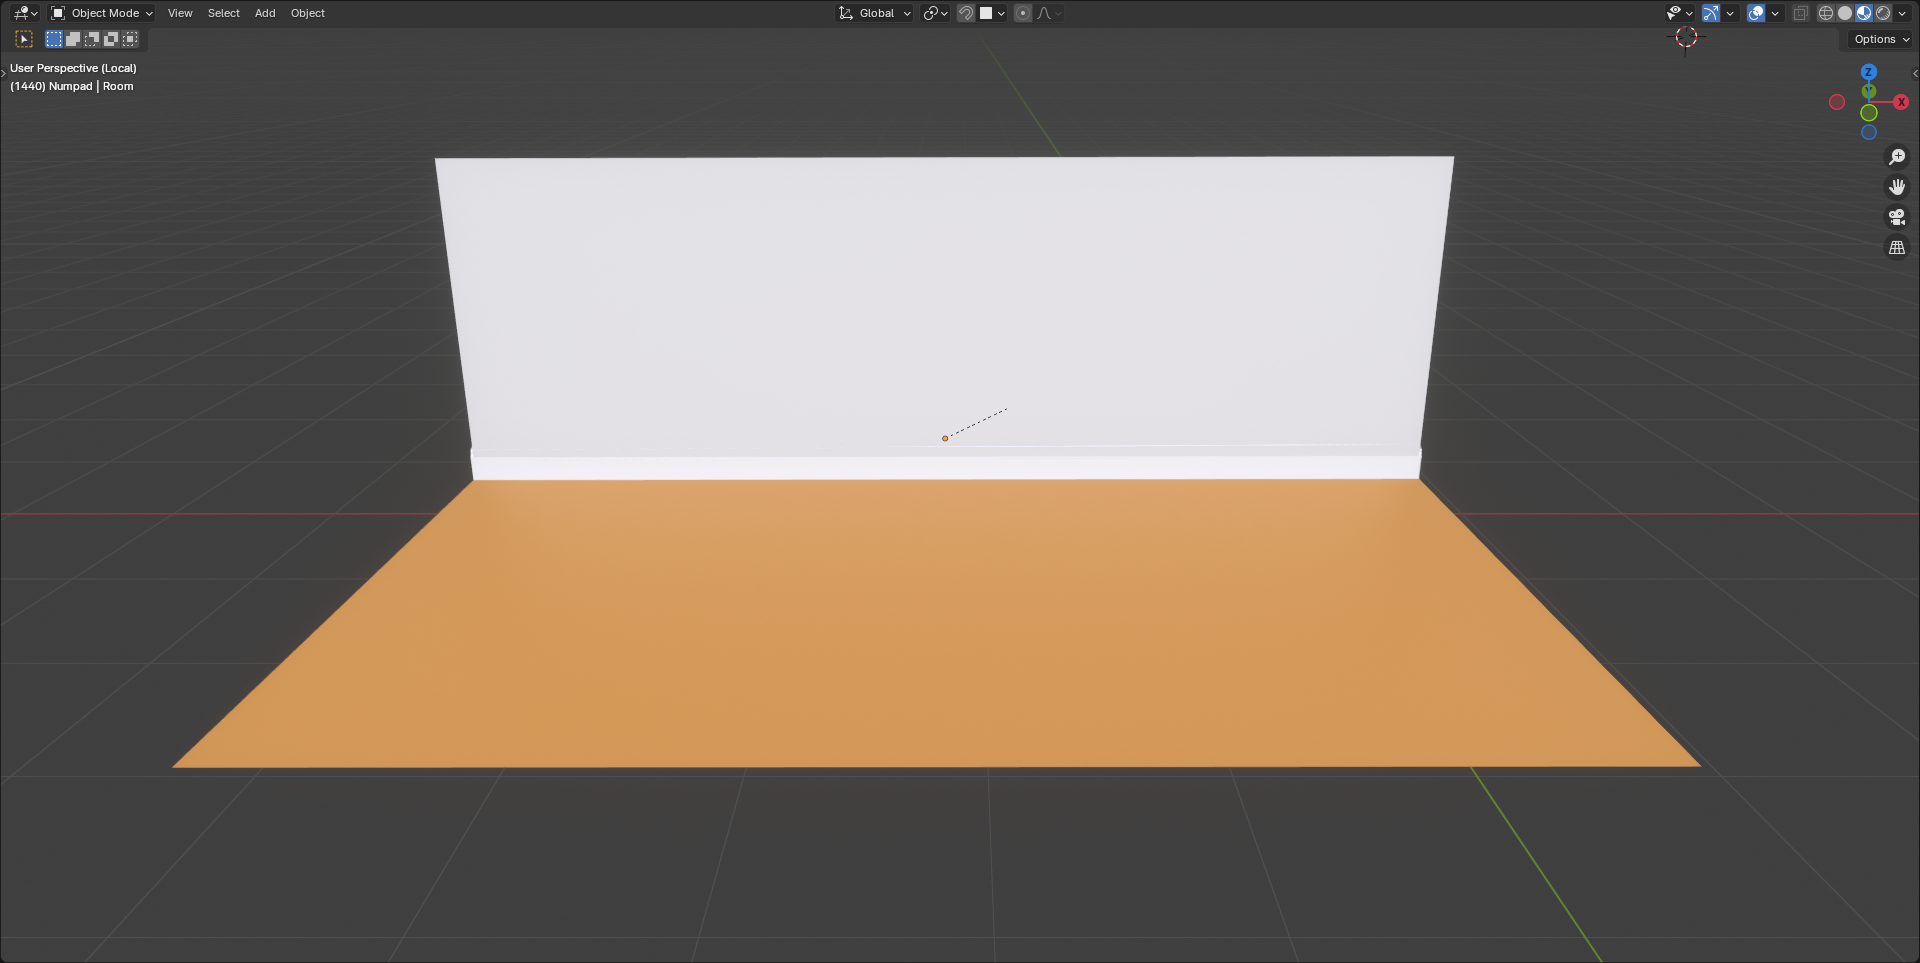 Object Mode View Select Add Object Global
Options
User Perspective (Local)
(1440) Numpad | Room
Z
Y
X